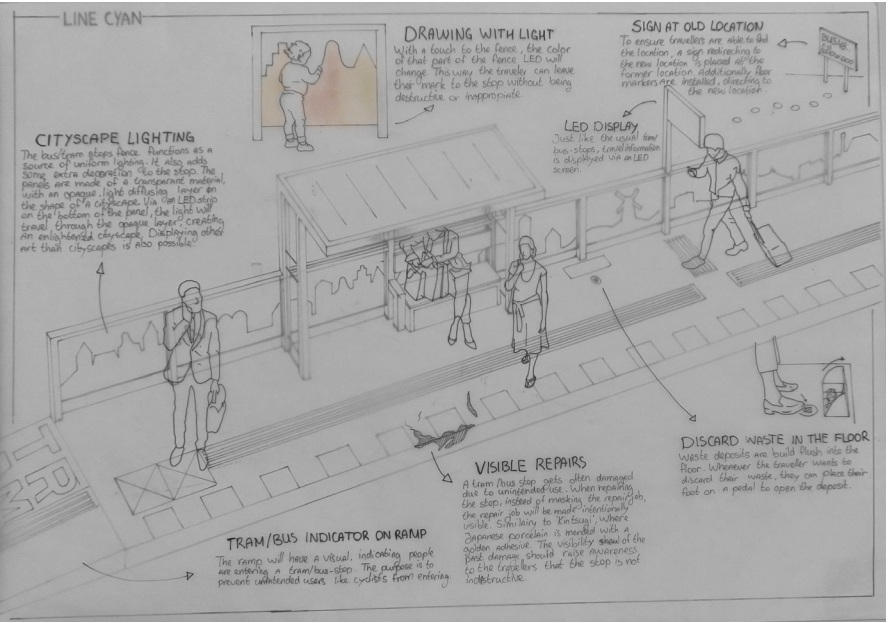 LINE CYAN
DRAWING WITH LIGHT
With a touch to the fence, the color
of that part of the fence LED will
change. This way the traveler can leave
their mark to the stop without being
destructive or inappropiate.
SIGN AT OLD LOCATION
To ensure travellers are able to find
the location, a sign redirecting to
the new location is placed at the
former location. Additionally floor
markers are installed, directing to
the new location.
LED DISPLAY
Just like the usual tram/
bus-stops, travel information
is displayed via an LED
screen.
CITYSCAPE LIGHTING
The bus/tram stops fence, functions as a
source of uniform lighting. It also adds
some extra decoration to the stop. The
panels are made of a transparant material,
with an opaque, light diffusing layer on
the shape of a cityscape. Via an LED strip
on the bottom of the panel, the light will
travel through the opaque layer, creating
An enlightened cityscape. Displaying other
art than cityscapes is also possible.
DISCARD WASTE IN THE FLOOR
Waste deposits are build flush into the
floor. Whenever the traveller wants to
discard their waste, they can place their
foot on a pedal to open the deposit.
VISIBLE REPAIRS
A tram/bus stop gets often damaged
due to unintended use. When repairing
the stop, instead of masking the repair job,
the repair job will be made intentionally
visible. Similairy to 'Kintsugi', where
Japanese porcelain is mended with a
golden adhesive. The visibility of the
past damage, should raise awareness
to the travellers that the stop is not
indistructive.
TRAM/BUS INDICATOR ON RAMP
The ramp will have a visual, indicating people
are entering a tram/bus-stop. The purpose is to
prevent unintended users like cyclists from entering